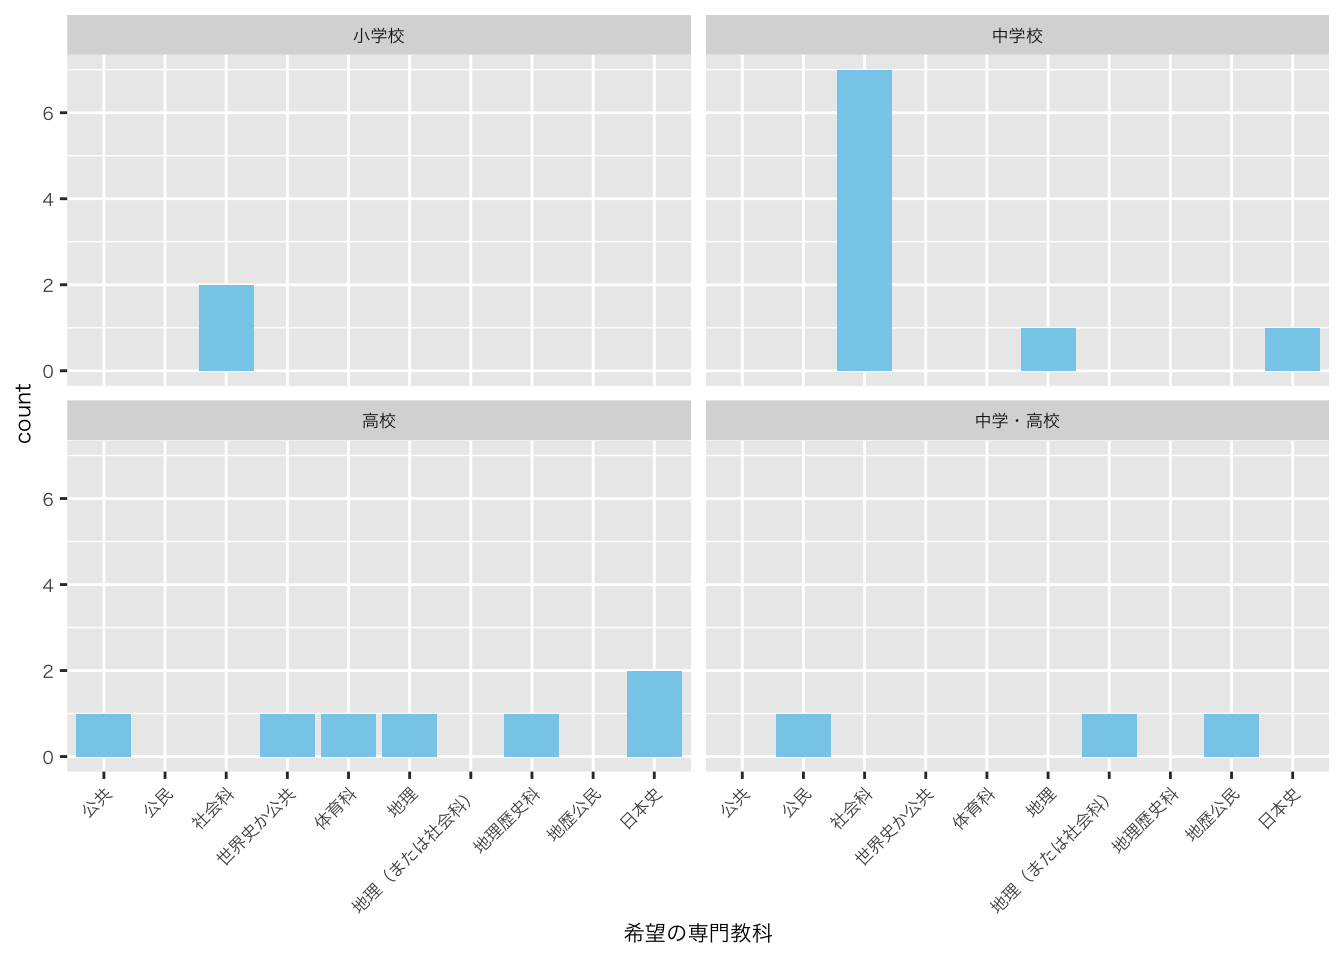 小学校
中学校
6
4
2
0
count
高校
中学・高校
6
4
2
0
公共
公民
社会科
世界史か公共
体育科
地理
地理（または社会科）
地理歴史科
地歴公民
日本史
公共
公民
社会科
世界史か公共
体育科
地理
地理（または社会科）
地理歴史科
地歴公民
日本史
希望の専門教科